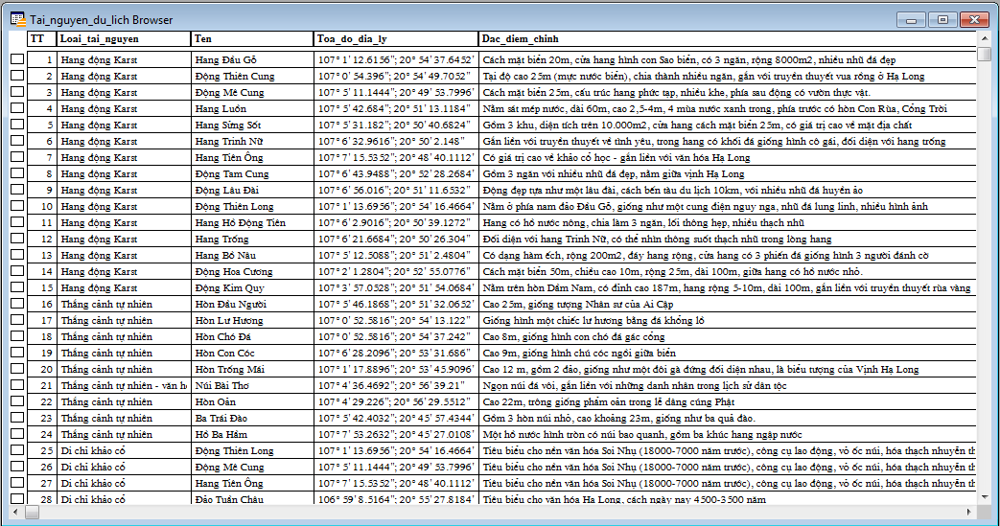 Tai_nguyen_du_lich Browser
TT Loai_tai_nguyen Ten Toa_do_dia_ly Dac_diem_chinh
1 Hang động Karst Hang Đầu Gỗ 107° 1' 12.6156"; 20° 54' 37.6452' Cách mặt biển 20m, cửa hang hình con Sao biển, có 3 ngăn, rộng 8000m2, nhiều nhũ đá đẹp
2 Hang động Karst Động Thiên Cung 107° 0' 54.396"; 20° 54' 49.7052" Tại độ cao 25m (mực nước biển), chia thành nhiều ngăn, gắn với truyền thuyết vua rồng ở Hạ Long
3 Hang động Karst Động Mê Cung 107° 5' 11.1444"; 20° 49' 53.7996' Cách mặt biển 25m, cấu trúc hang phức tạp, nhiều khe, phía sau động có vườn thực vật.
4 Hang động Karst Hang Luồn 107° 5' 42.684"; 20° 51' 13.1184" Nằm sát mép nước, dài 60m, cao 2,5-4m, 4 mùa nước xanh trong, phía trước có hòn Con Rùa, Cổng Trời
5 Hang động Karst Hang Sửng Sốt 107° 5' 31.182"; 20° 50' 40.6824" Gồm 3 khu, diện tích trên 10.000m2, cửa hang cách mặt biển 25m, có giá trị cao về mặt địa chất
6 Hang động Karst Hang Trinh Nữ 107° 6' 32.9616"; 20° 50' 2.148" Gắn liền với truyền thuyết về tình yêu, trong hang có khối đá giống hình cô gái, đối diện với hang trống
7 Hang động Karst Hang Tiên Ông 107° 7' 15.5352"; 20° 48' 40.1112' Có giá trị cao về khảo cổ học - gắn liền với văn hóa Hạ Long
8 Hang động Karst Động Tam Cung 107° 6' 43.9488"; 20° 52' 28.2684' Gồm 3 ngăn với nhiều nhũ đá đẹp, nằm giữa vịnh Hạ Long
9 Hang động Karst Động Lâu Đài 107° 6' 56.016"; 20° 51' 11.6532" Động đẹp tựa như một lâu đài, cách bến tàu du lịch 10km, với nhiều nhũ đá huyền ảo
10 Hang động Karst Động Thiên Long 107° 1' 13.6956"; 20° 54' 16.4664' Nằm ở phía nam đảo Đầu Gỗ, giống như một cung điện nguy nga, nhũ đá lung linh, nhiều hình ảnh
11 Hang động Karst Hang Hồ Động Tiên 107° 6' 2.9016"; 20° 50' 39.1272" Hang có hồ nước nông, chia làm 3 ngăn, lối thông hẹp, nhiều thạch nhũ
12 Hang động Karst Hang Trống 107° 6' 21.6684"; 20° 50' 26.304" Đối diện với hang Trinh Nữ, có thể nhìn thông suốt thạch nhũ trong lòng hang
13 Hang động Karst Hang Bồ Nâu 107° 5' 12.5088"; 20° 51' 2.4804" Có dạng hàm ếch, rộng 200m2, đáy hang rộng, cửa hang có 3 phiến đá giống hình 3 người đánh cờ
14 Hang động Karst Động Hoa Cương 107° 2' 1.2804"; 20° 52' 55.0776" Cách mặt biển 50m, chiều cao 10m, rộng 25m, dài 100m, giữa hang có hồ nước nhỏ.
15 Hang động Karst Động Kim Quy 107° 3' 57.0528"; 20° 51' 54.0684' Nằm trên hòn Dầm Nam, có đỉnh cao 187m, hang rộng 5-10m, dài 100m, gắn liền với truyền thuyết rùa vàng
16 Thắng cảnh tự nhiên Hòn Đầu Người 107° 5' 46.1868"; 20° 51' 32.0652' Cao 25m, giống tượng Nhân sư của Ai Cập
17 Thắng cảnh tự nhiên Hòn Lư Hương 107° 0' 52.5816"; 20° 54' 13.122" Giống hình một chiếc lư hương bằng đá khổng lồ
18 Thắng cảnh tự nhiên Hòn Chó Đá 107° 0' 52.5816"; 20° 54' 37.242" Cao 8m, giống hình con chó đá gác cổng
19 Thắng cảnh tự nhiên Hòn Con Cóc 107° 6' 28.2096"; 20° 53' 31.686" Cao 9m, giống hình chú cóc ngồi giữa biển
20 Thắng cảnh tự nhiên Hòn Trống Mái 107° 1' 17.8896"; 20° 53' 45.9096' Cao 12 m, gồm 2 đảo, giống như một đôi gà đứng đối diện nhau, là biểu tượng của Vịnh Hạ Long
21 Thắng cảnh tự nhiên - văn h Núi Bài Thơ 107° 4' 36.4692"; 20° 56' 39.21" Ngọn núi đá vôi, gắn liền với những danh nhân trong lịch sử dân tộc
22 Thắng cảnh tự nhiên Hòn Oản 107° 4' 29.226"; 20° 56' 29.5512" Cao 22m, trông giống phẩm oản trong lễ dâng cúng Phật
23 Thắng cảnh tự nhiên Ba Trái Đào 107° 5' 42.4032"; 20° 45' 57.4344' Gồm 3 hòn núi nhỏ, cao khoảng 23m, giống như ba quả đào.
24 Thắng cảnh tự nhiên Hồ Ba Hầm 107° 7' 53.2632"; 20° 45' 27.0108' Một hồ nước hình tròn có núi bao quanh, gồm ba khúc hang ngập nước
25 Di chỉ khảo cổ Động Thiên Long 107° 1' 13.6956"; 20° 54' 16.4664' Tiêu biểu cho nền văn hóa Soi Nhụ (18000-7000 năm trước), công cụ lao động, vỏ ốc núi, hóa thạch nhuyễn th
26 Di chỉ khảo cổ Động Mê Cung 107° 5' 11.1444"; 20° 49' 53.7996' Tiêu biểu cho nền văn hóa Soi Nhụ (18000-7000 năm trước), công cụ lao động, vỏ ốc núi, hóa thạch nhuyễn th
27 Di chỉ khảo cổ Hang Tiên Ông 107° 7' 15.5352"; 20° 48' 40.1112' Tiêu biểu cho nền văn hóa Soi Nhụ (18000-7000 năm trước), công cụ lao động, vỏ ốc núi, hóa thạch nhuyễn th
28 Di chỉ khảo cổ Đảo Tuần Châu 106° 59' 8.5164"; 20° 55' 27.8184' Tiêu biểu cho văn hóa Hạ Long, cách ngày nay 4500-3500 năm